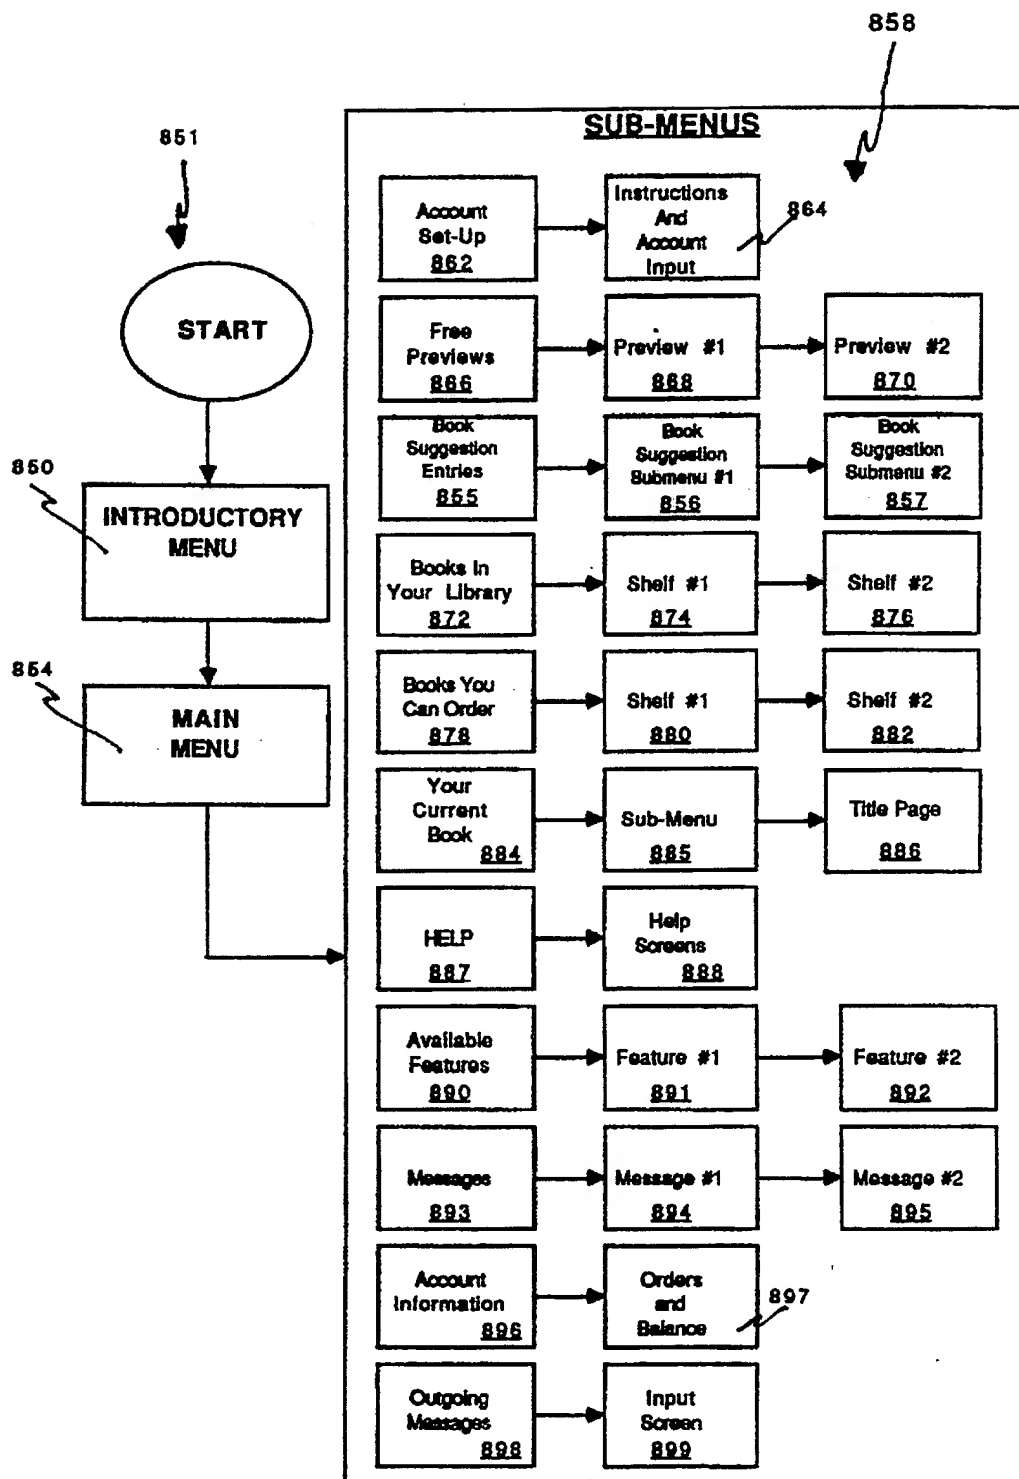 858
851
SUB-MENUS
START
850
INTRODUCTORY
MENU
854
MAIN
MENU
Account
Set-Up
862
Instructions
And
Account
Input
864
Free
Previews
866
Preview #1
868
Preview #2
870
Book
Suggestion
Entries
855
Book
Suggestion
Submenu #1
856
Book
Suggestion
Submenu #2
857
Books In
Your Library
872
Shelf #1
874
Shelf #2
876
Books You
Can Order
878
Shelf #1
880
Shelf #2
882
Your
Current
Book
884
Sub-Menu
885
Title Page
886
HELP
887
Help
Screens
888
Available
Features
890
Feature #1
891
Feature #2
892
Messages
893
Message #1
894
Message #2
895
Account
Information
896
Orders
and
Balance
897
Outgoing
Messages
898
Input
Screen
899